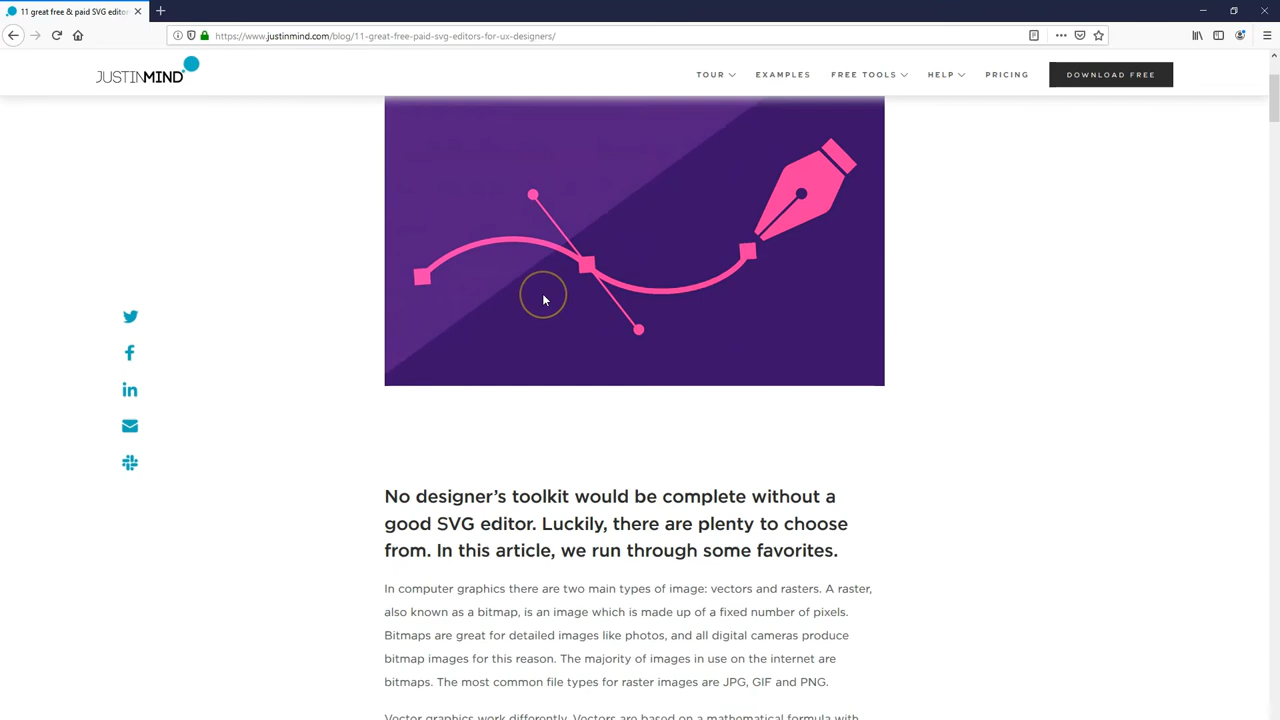 11 great free & paid SVG editor
https://www.justinmind.com/blog/11-great-free-paid-svg-editors-for-ux-designers/
JUSTINMIND
TOUR
EXAMPLES
FREE TOOLS
HELP
PRICING
DOWNLOAD FREE
No designer's toolkit would be complete without a
good SVG editor. Luckily, there are plenty to choose
from. In this article, we run through some favorites.
In computer graphics there are two main types of image: vectors and rasters. A raster,
also known as a bitmap, is an image which is made up of a fixed number of pixels.
Bitmaps are great for detailed images like photos, and all digital cameras produce
bitmap images for this reason. The majority of images in use on the internet are
bitmaps. The most common file types for raster images are JPG, GIF and PNG.
Vector graphics work differently. Vectors are based on a mathematical formula with